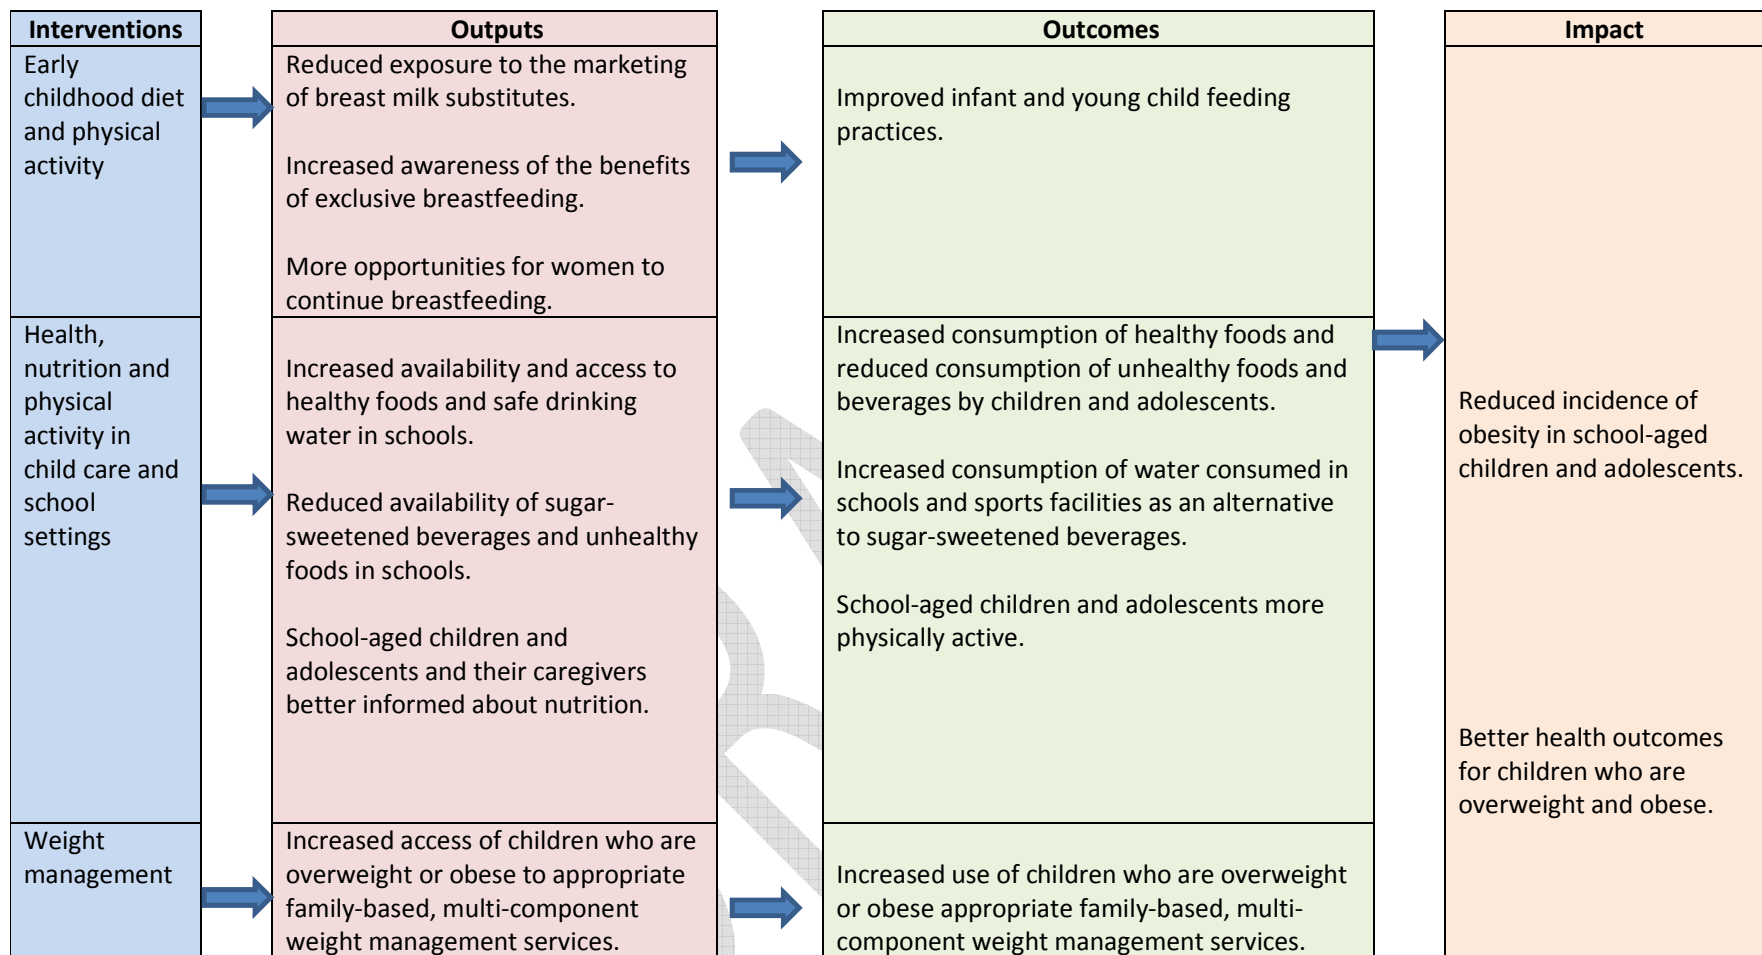 Interventions
Early
childhood diet
and physical
activity
Health,
nutrition and
physical
activity in
child care and
school
settings
Weight
management
Outputs
Reduced exposure to the marketing
of breast milk substitutes.
Increased awareness of the benefits
of exclusive breastfeeding.
More opportunities for women to
continue breastfeeding.
Increased availability and access to
healthy foods and safe drinking
water in schools.
Reduced availability of sugar-
sweetened beverages and unhealthy
foods in schools.
School-aged children and
adolescents and their caregivers
better informed about nutrition.
Increased access of children who are
overweight or obese to appropriate
family-based, multi-component
weight management services.
Outcomes
Improved infant and young child feeding
practices.
Increased consumption of healthy foods and
reduced consumption of unhealthy foods and
beverages by children and adolescents.
Increased consumption of water consumed in
schools and sports facilities as an alternative
to sugar-sweetened beverages.
School-aged children and adolescents more
physically active.
Increased use of children who are overweight
or obese appropriate family-based, multi-
component weight management services.
Impact
Reduced incidence of
obesity in school-aged
children and adolescents.
Better health outcomes
for children who are
overweight and obese.